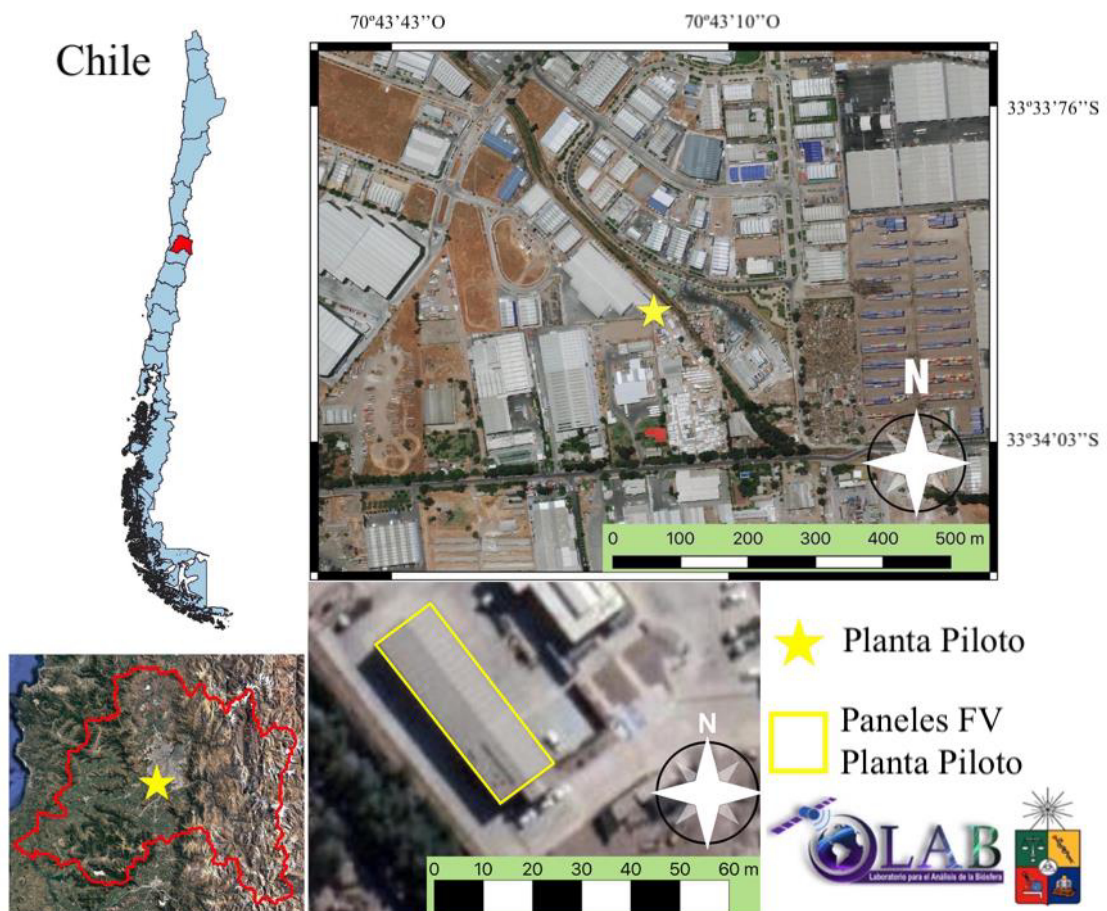 70º43'43''O
70º43'10''O
Chile
33º33'76''S
N
33º34'03''S
0 100 200 300 400 500 m
Planta Piloto
N
Paneles FV
Planta Piloto
LAB
Laboratorio para el Análisis de la Biósfera
0 10 20 30 40 50 60 m